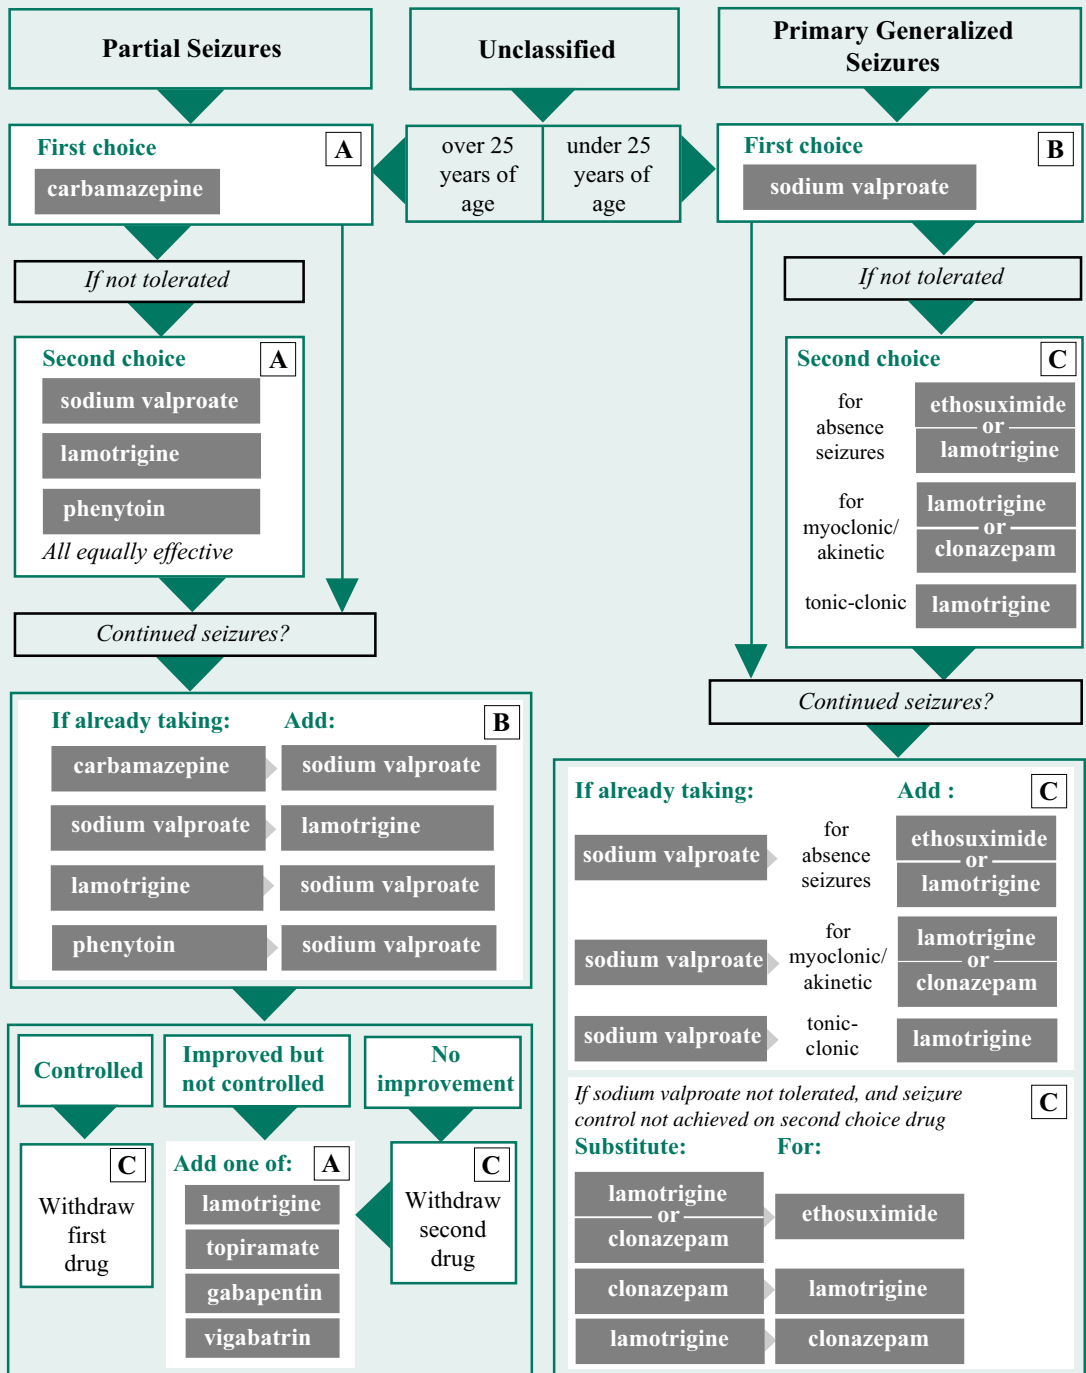 Partial Seizures
Unclassified
Primary Generalized
Seizures
First choice
A
carbamazepine
over 25
years of
age
under 25
years of
age
First choice
B
sodium valproate
If not tolerated
Second choice
A
sodium valproate
lamotrigine
phenytoin
All equally effective
Continued seizures?
If not tolerated
Second choice
C
for
absence
seizures
ethosuximide
or
lamotrigine
for
myoclonic/
akinetic
lamotrigine
or
clonazepam
tonic-clonic
lamotrigine
Continued seizures?
If already taking:
Add:
B
carbamazepine
sodium valproate
sodium valproate
lamotrigine
lamotrigine
sodium valproate
phenytoin
sodium valproate
Controlled
Improved but
not controlled
No
improvement
C
Withdraw
first
drug
Add one of:
A
lamotrigine
topiramate
gabapentin
vigabatrin
C
Withdraw
second
drug
If already taking:
Add :
C
sodium valproate
for
absence
seizures
ethosuximide
or
lamotrigine
sodium valproate
for
myoclonic/
akinetic
lamotrigine
or
clonazepam
sodium valproate
tonic-
clonic
lamotrigine
If sodium valproate not tolerated, and seizure
control not achieved on second choice drug
C
Substitute:
For:
lamotrigine
or
clonazepam
ethosuximide
clonazepam
lamotrigine
lamotrigine
clonazepam